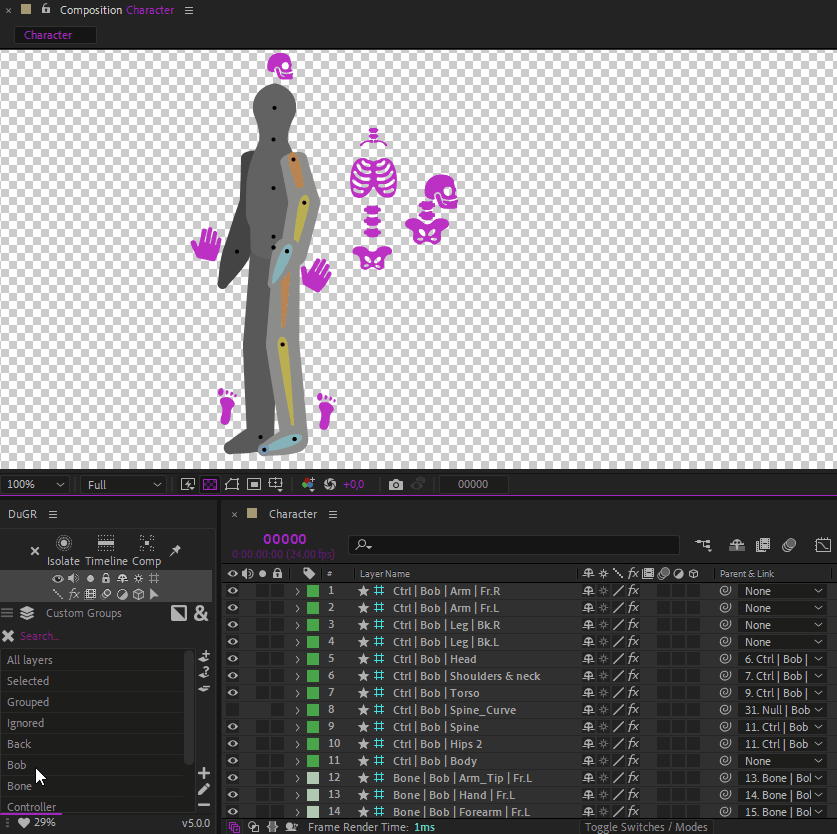 × Composition Character
Character
100% Full +0,0 00000
DuGR
Isolate Timeline Comp
Custom Groups
Search...
All layers
Selected
Grouped
Ignored
Back
Bob
Bone
Controller
29% v5.0.0
× Character
00000
0:00:00:00 (24.00 fps)
# Layer Name Parent & Link
1 Ctrl | Bob | Arm | Fr.R None
2 Ctrl | Bob | Arm | Fr.L None
3 Ctrl | Bob | Leg | Bk.R None
4 Ctrl | Bob | Leg | Bk.L None
5 Ctrl | Bob | Head 6. Ctrl | Bob |
6 Ctrl | Bob | Shoulders & neck 7. Ctrl | Bob |
7 Ctrl | Bob | Torso 9. Ctrl | Bob |
8 Ctrl | Bob | Spine_Curve 31. Null | Bob
9 Ctrl | Bob | Spine 11. Ctrl | Bob
10 Ctrl | Bob | Hips 2 11. Ctrl | Bob
11 Ctrl | Bob | Body None
12 Bone | Bob | Arm_Tip | Fr.L 13. Bone | Bol
13 Bone | Bob | Hand | Fr.L 14. Bone | Bol
14 Bone | Bob | Forearm | Fr.L 15. Bone | Bol
Frame Render Time: 1ms Toggle Switches / Modes